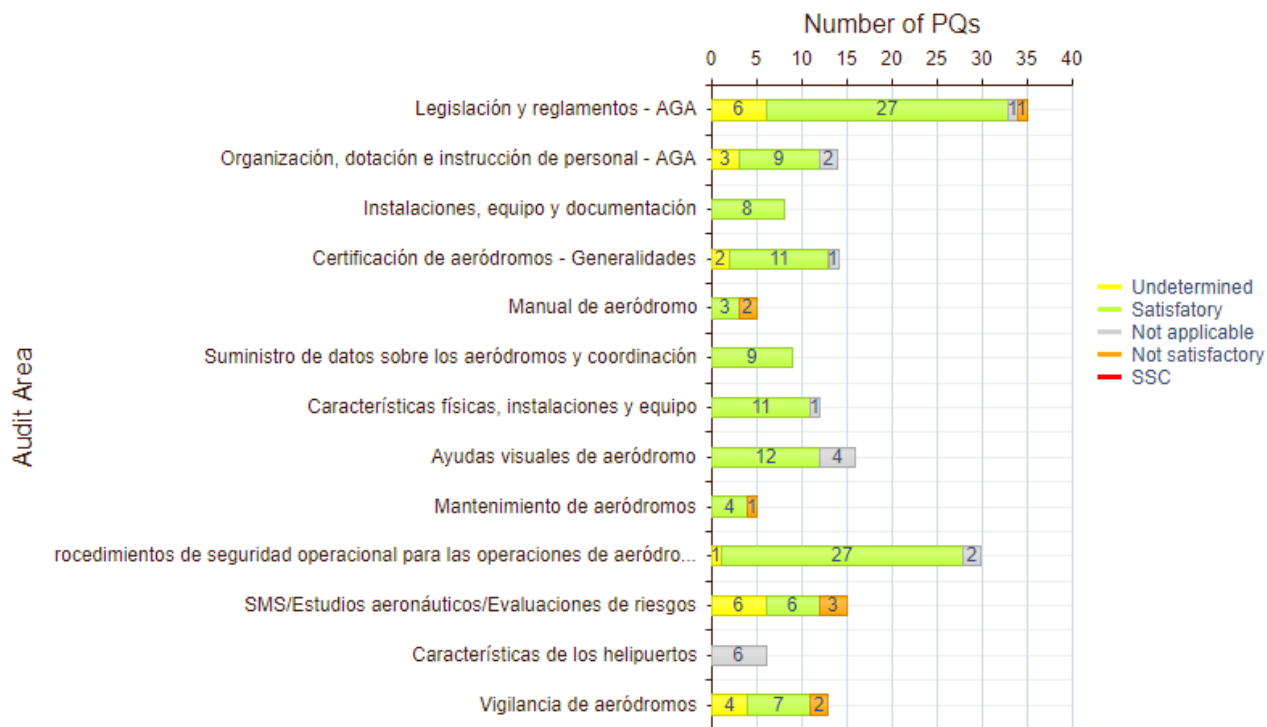 Number of PQs
0 5 10 15 20 25 30 35 40
Audit Area
Legislación y reglamentos - AGA 6 27 1 1
Organización, dotación e instrucción de personal - AGA 3 9 2
Instalaciones, equipo y documentación 8
Certificación de aeródromos - Generalidades 2 11 1
Manual de aeródromo 3 2
Suministro de datos sobre los aeródromos y coordinación 9
Características físicas, instalaciones y equipo 11 1
Ayudas visuales de aeródromo 12 4
Mantenimiento de aeródromos 4 1
rocedimientos de seguridad operacional para las operaciones de aeródro... 1 27 2
SMS/Estudios aeronáuticos/Evaluaciones de riesgos 6 6 3
Características de los helipuertos 6
Vigilancia de aeródromos 4 7 2
Undetermined
Satisfatory
Not applicable
Not satisfactory
SSC